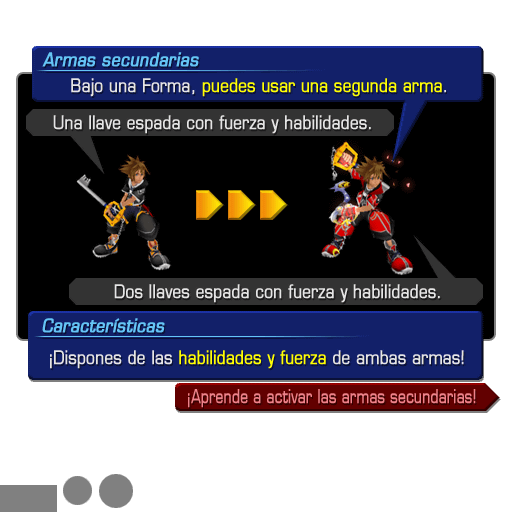 Armas secundarias
Bajo una Forma, puedes usar una segunda arma.
Una llave espada con fuerza y habilidades.
Dos llaves espada con fuerza y habilidades.
Características
¡Dispones de las habilidades y fuerza de ambas armas!
¡Aprende a activar las armas secundarias!